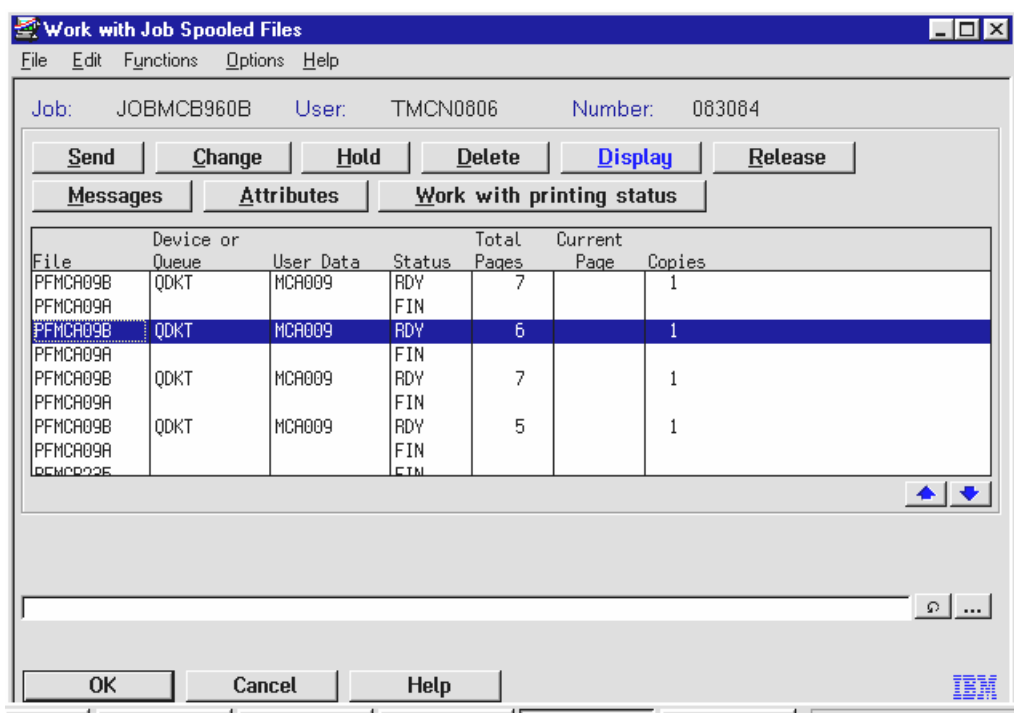 Work with Job Spooled Files
File Edit Functions Options Help
Job: JOBMCB960B User: TMCN0806 Number: 083084
Send Change Hold Delete Display Release
Messages Attributes Work with printing status
Device or Total Current
File Queue User Data Status Pages Page Copies
PFMCA09B QDKT MCA009 RDY 7 1
PFMCA09A FIN
PFMCA09B QDKT MCA009 RDY 6 1
PFMCA09A FIN
PFMCA09B QDKT MCA009 RDY 7 1
PFMCA09A FIN
PFMCA09B QDKT MCA009 RDY 5 1
PFMCA09A FIN
FIN
...
OK Cancel Help IBM